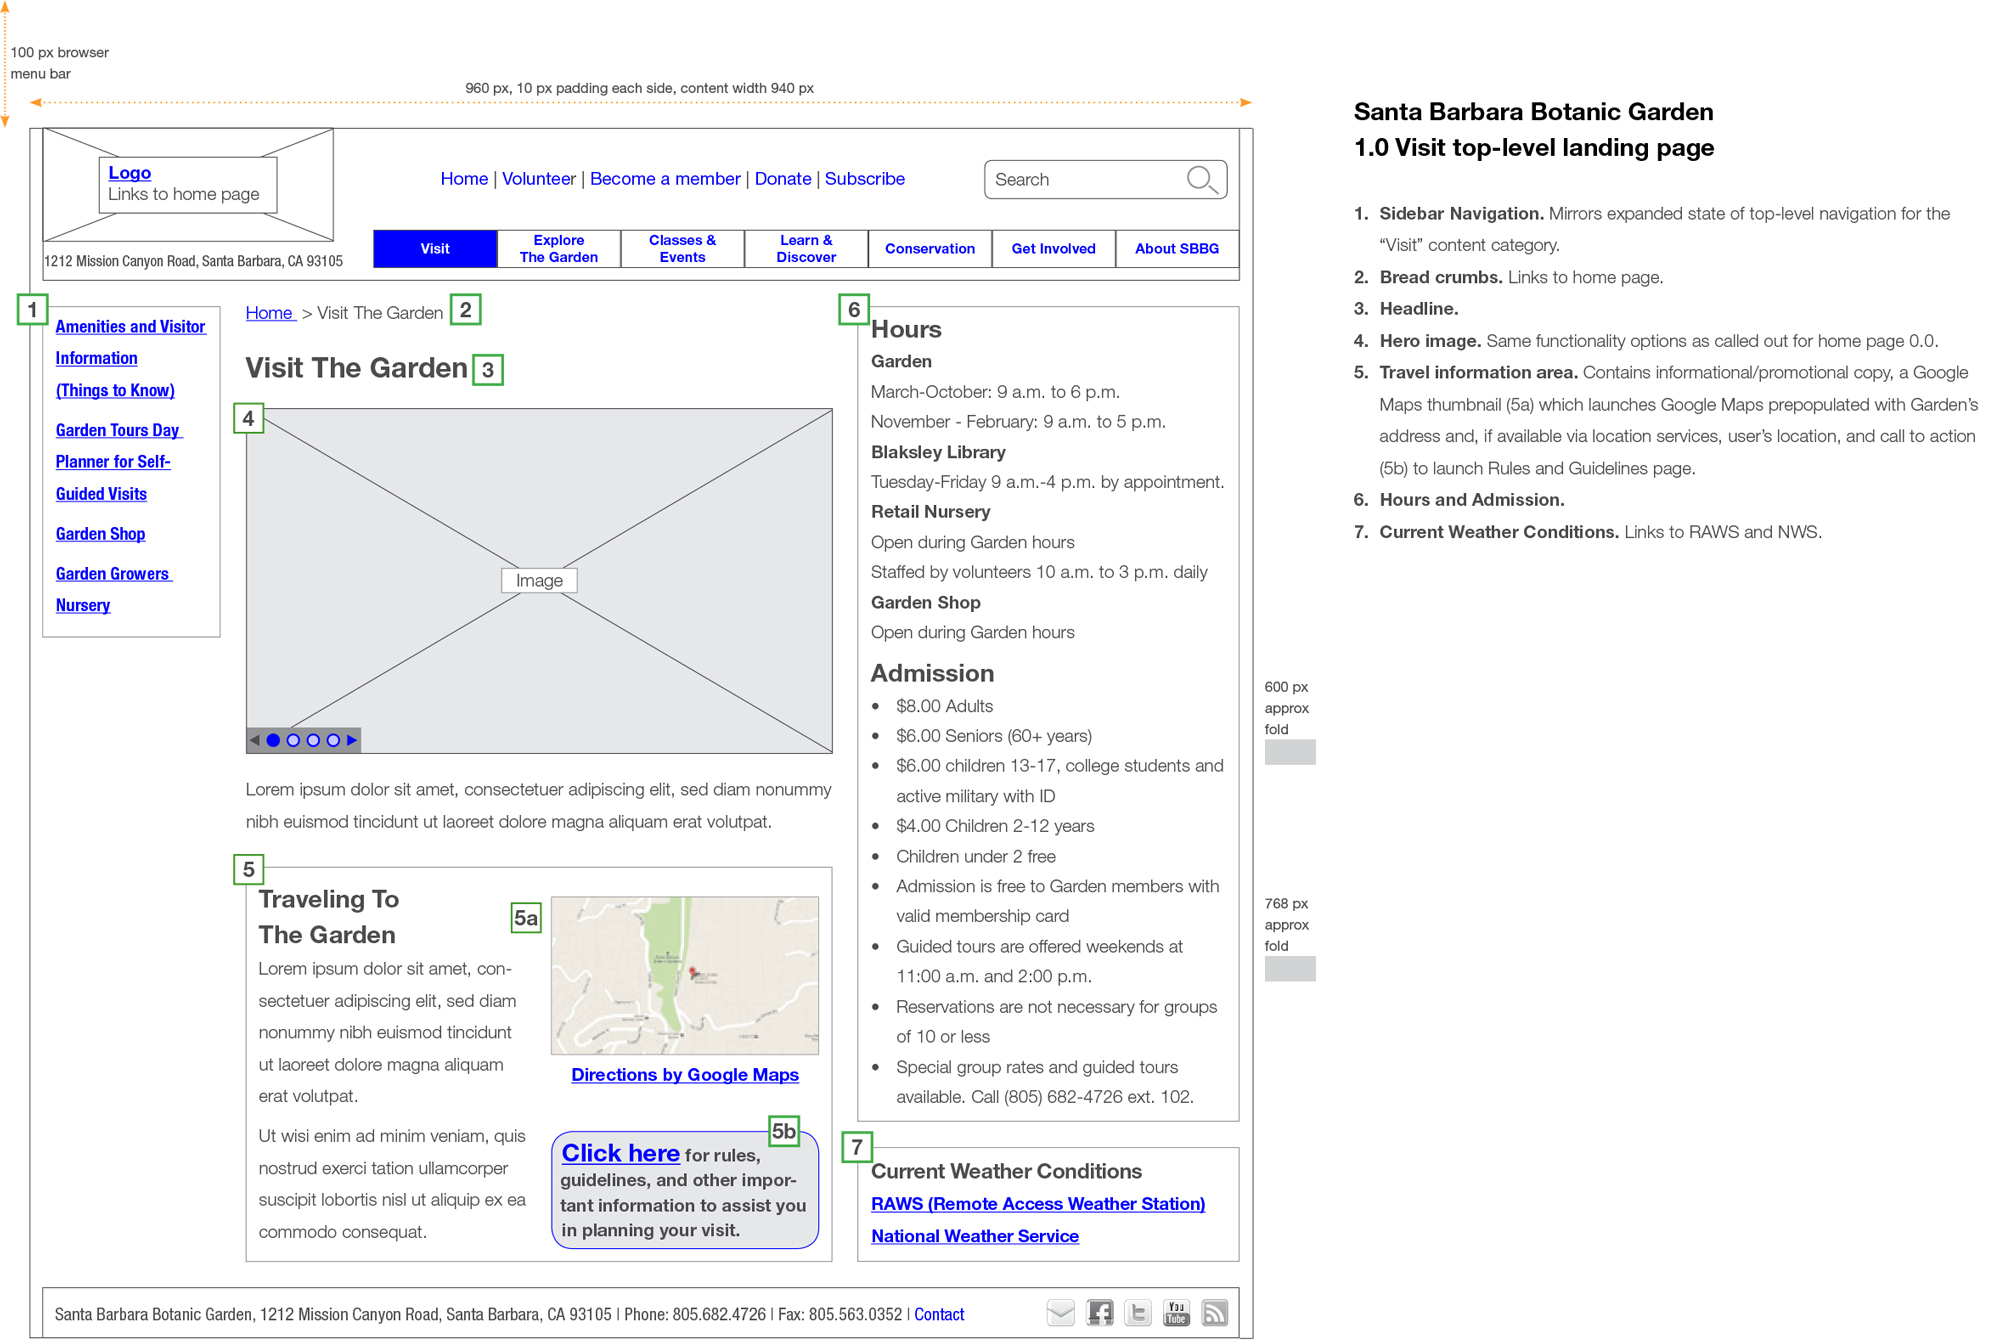 100 px browser
menu bar
960 px, 10 px padding each side, content width 940 px
Logo
Links to home page
1212 Mission Canyon Road, Santa Barbara, CA 93105
Home | Volunteer | Become a member | Donate | Subscribe
Search
Visit
Explore
The Garden
Classes &
Events
Learn &
Discover
Conservation
Get Involved
About SBBG
1
Amenities and Visitor
Information
(Things to Know)
Garden Tours Day
Planner for Self-
Guided Visits
Garden Shop
Garden Growers
Nursery
Home > Visit The Garden
2
Visit The Garden
3
4
Image
Lorem ipsum dolor sit amet, consectetuer adipiscing elit, sed diam nonummy
nibh euismod tincidunt ut laoreet dolore magna aliquam erat volutpat.
5
Traveling To
The Garden
Lorem ipsum dolor sit amet, con-
sectetuer adipiscing elit, sed diam
nonummy nibh euismod tincidunt
ut laoreet dolore magna aliquam
erat volutpat.
Ut wisi enim ad minim veniam, quis
nostrud exerci tation ullamcorper
suscipit lobortis nisl ut aliquip ex ea
commodo consequat.
5a
Directions by Google Maps
5b
Click here for rules,
guidelines, and other impor-
tant information to assist you
in planning your visit.
6
Hours
Garden
March-October: 9 a.m. to 6 p.m.
November - February: 9 a.m. to 5 p.m.
Blaksley Library
Tuesday-Friday 9 a.m.-4 p.m. by appointment.
Retail Nursery
Open during Garden hours
Staffed by volunteers 10 a.m. to 3 p.m. daily
Garden Shop
Open during Garden hours
Admission
• $8.00 Adults
• $6.00 Seniors (60+ years)
• $6.00 children 13-17, college students and
active military with ID
• $4.00 Children 2-12 years
• Children under 2 free
• Admission is free to Garden members with
valid membership card
• Guided tours are offered weekends at
11:00 a.m. and 2:00 p.m.
• Reservations are not necessary for groups
of 10 or less
• Special group rates and guided tours
available. Call (805) 682-4726 ext. 102.
7
Current Weather Conditions
RAWS (Remote Access Weather Station)
National Weather Service
600 px
approx
fold
768 px
approx
fold
Santa Barbara Botanic Garden, 1212 Mission Canyon Road, Santa Barbara, CA 93105 | Phone: 805.682.4726 | Fax: 805.563.0352 | Contact
You
Tube
Santa Barbara Botanic Garden
1.0 Visit top-level landing page
1. Sidebar Navigation. Mirrors expanded state of top-level navigation for the
“Visit” content category.
2. Bread crumbs. Links to home page.
3. Headline.
4. Hero image. Same functionality options as called out for home page 0.0.
5. Travel information area. Contains informational/promotional copy, a Google
Maps thumbnail (5a) which launches Google Maps prepopulated with Garden’s
address and, if available via location services, user’s location, and call to action
(5b) to launch Rules and Guidelines page.
6. Hours and Admission.
7. Current Weather Conditions. Links to RAWS and NWS.